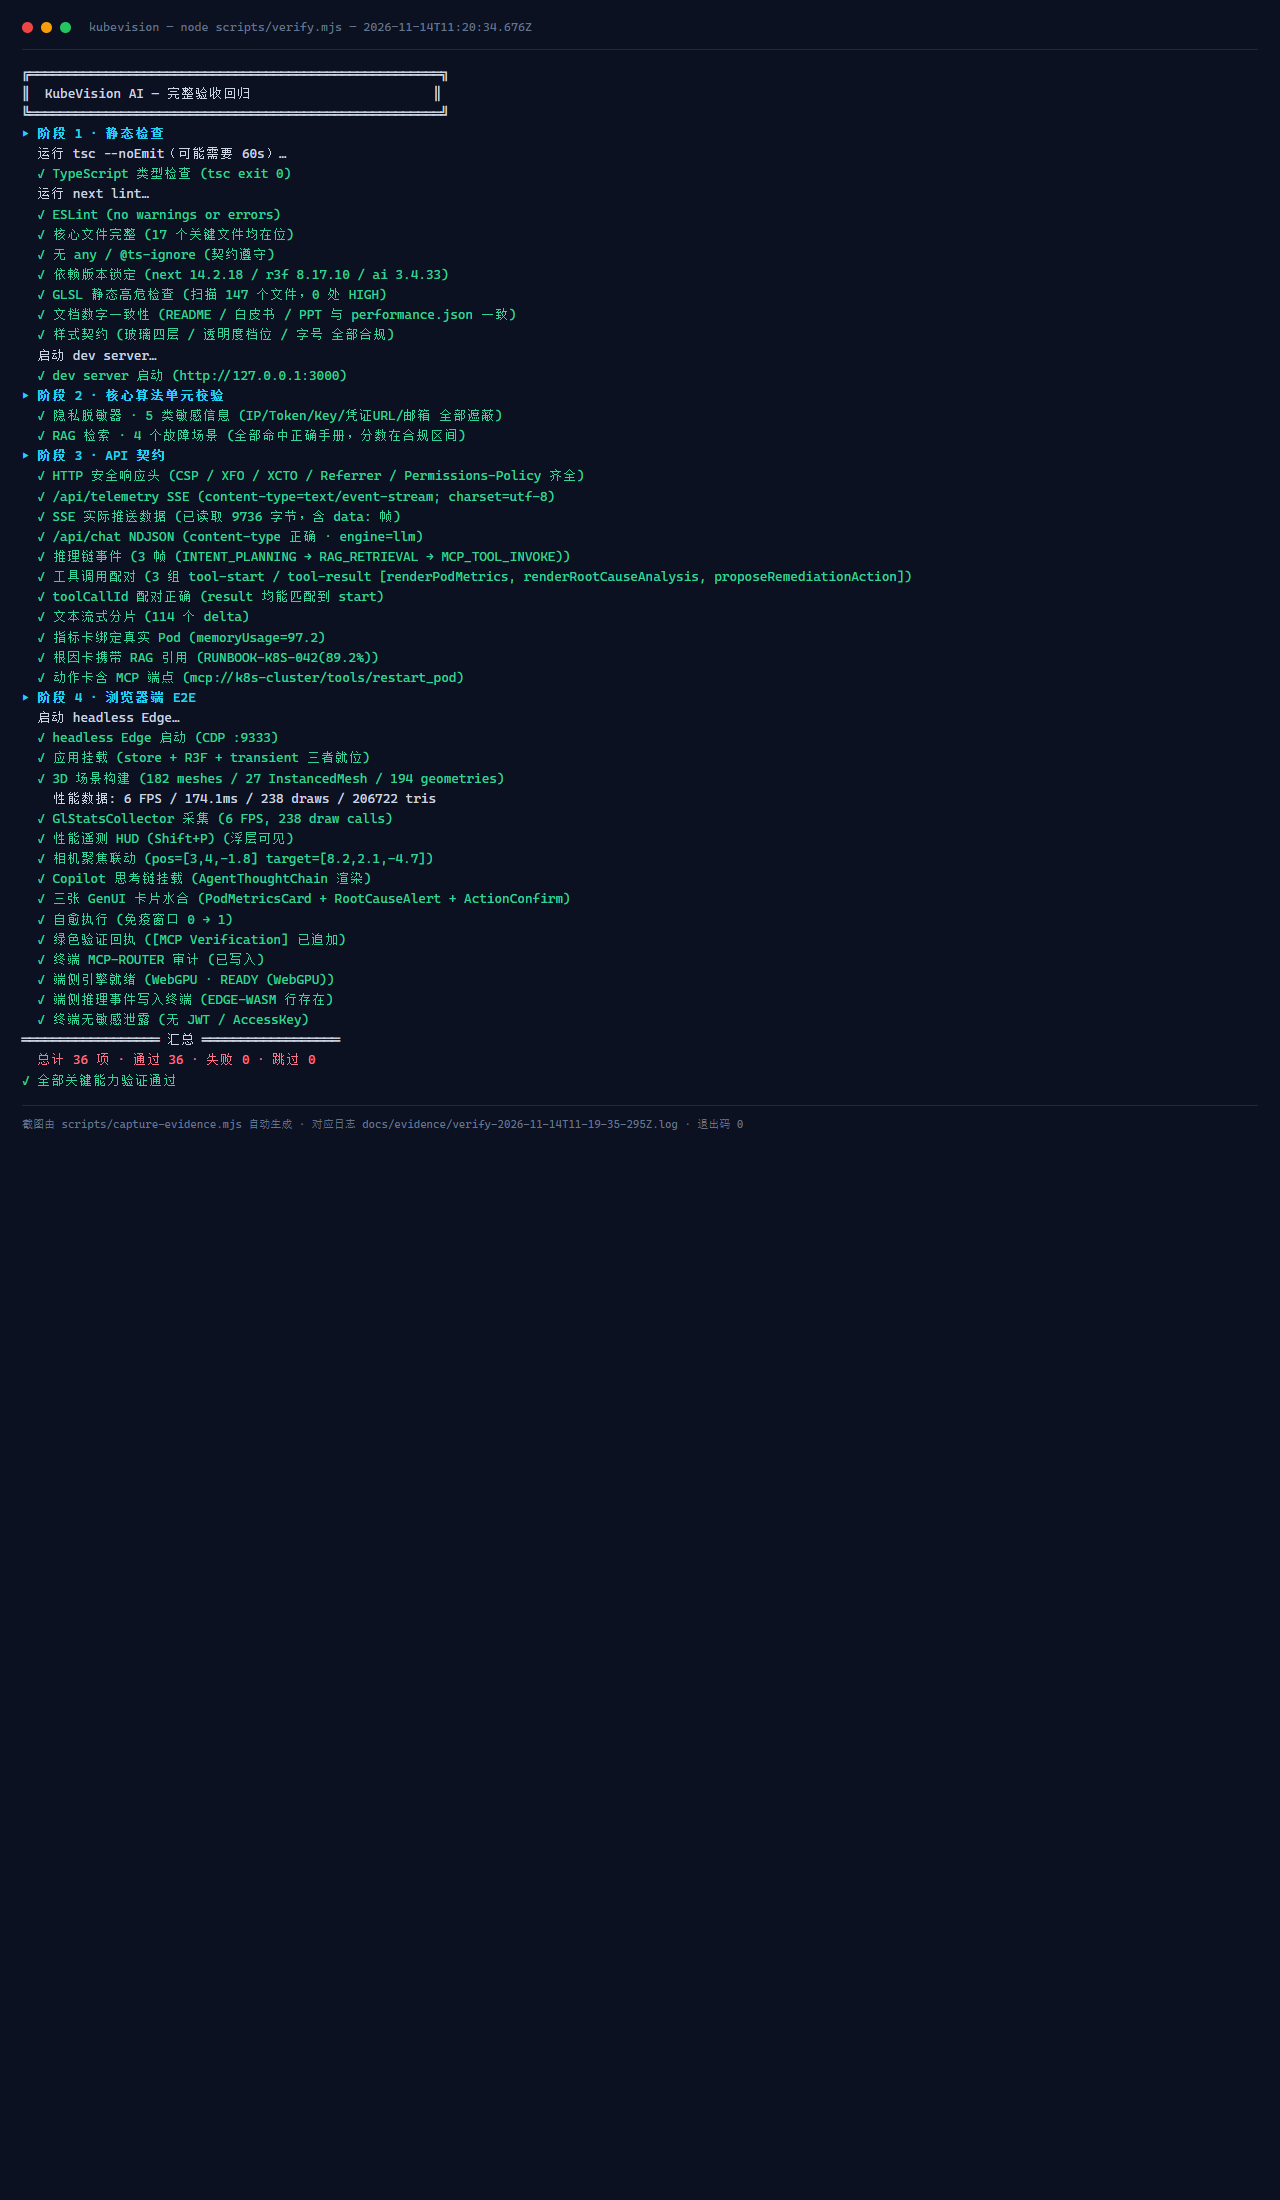 kubevision — node scripts/verify.mjs — 2026-11-14T11:20:34.676Z
╔══════════════════════════════════════════════════════╗
║  KubeVision AI — 完整验收回归                        ║
╚══════════════════════════════════════════════════════╝
▸ 阶段 1 · 静态检查
运行 tsc --noEmit（可能需要 60s）…
✓ TypeScript 类型检查 (tsc exit 0)
运行 next lint…
✓ ESLint (no warnings or errors)
✓ 核心文件完整 (17 个关键文件均在位)
✓ 无 any / @ts-ignore (契约遵守)
✓ 依赖版本锁定 (next 14.2.18 / r3f 8.17.10 / ai 3.4.33)
✓ GLSL 静态高危检查 (扫描 147 个文件，0 处 HIGH)
✓ 文档数字一致性 (README / 白皮书 / PPT 与 performance.json 一致)
✓ 样式契约 (玻璃四层 / 透明度档位 / 字号 全部合规)
启动 dev server…
✓ dev server 启动 (http://127.0.0.1:3000)
▸ 阶段 2 · 核心算法单元校验
✓ 隐私脱敏器 · 5 类敏感信息 (IP/Token/Key/凭证URL/邮箱 全部遮蔽)
✓ RAG 检索 · 4 个故障场景 (全部命中正确手册，分数在合规区间)
▸ 阶段 3 · API 契约
✓ HTTP 安全响应头 (CSP / XFO / XCTO / Referrer / Permissions-Policy 齐全)
✓ /api/telemetry SSE (content-type=text/event-stream; charset=utf-8)
✓ SSE 实际推送数据 (已读取 9736 字节，含 data: 帧)
✓ /api/chat NDJSON (content-type 正确 · engine=llm)
✓ 推理链事件 (3 帧 (INTENT_PLANNING → RAG_RETRIEVAL → MCP_TOOL_INVOKE))
✓ 工具调用配对 (3 组 tool-start / tool-result [renderPodMetrics, renderRootCauseAnalysis, proposeRemediationAction])
✓ toolCallId 配对正确 (result 均能匹配到 start)
✓ 文本流式分片 (114 个 delta)
✓ 指标卡绑定真实 Pod (memoryUsage=97.2)
✓ 根因卡携带 RAG 引用 (RUNBOOK-K8S-042(89.2%))
✓ 动作卡含 MCP 端点 (mcp://k8s-cluster/tools/restart_pod)
▸ 阶段 4 · 浏览器端 E2E
启动 headless Edge…
✓ headless Edge 启动 (CDP :9333)
✓ 应用挂载 (store + R3F + transient 三者就位)
✓ 3D 场景构建 (182 meshes / 27 InstancedMesh / 194 geometries)
性能数据: 6 FPS / 174.1ms / 238 draws / 206722 tris
✓ GlStatsCollector 采集 (6 FPS, 238 draw calls)
✓ 性能遥测 HUD (Shift+P) (浮层可见)
✓ 相机聚焦联动 (pos=[3,4,-1.8] target=[8.2,2.1,-4.7])
✓ Copilot 思考链挂载 (AgentThoughtChain 渲染)
✓ 三张 GenUI 卡片水合 (PodMetricsCard + RootCauseAlert + ActionConfirm)
✓ 自愈执行 (免疫窗口 0 → 1)
✓ 绿色验证回执 ([MCP Verification] 已追加)
✓ 终端 MCP-ROUTER 审计 (已写入)
✓ 端侧引擎就绪 (WebGPU · READY (WebGPU))
✓ 端侧推理事件写入终端 (EDGE-WASM 行存在)
✓ 终端无敏感泄露 (无 JWT / AccessKey)
══════════════════ 汇总 ══════════════════
总计 36 项 · 通过 36 · 失败 0 · 跳过 0
✓ 全部关键能力验证通过
截图由 scripts/capture-evidence.mjs 自动生成 · 对应日志 docs/evidence/verify-2026-11-14T11-19-35-295Z.log · 退出码 0